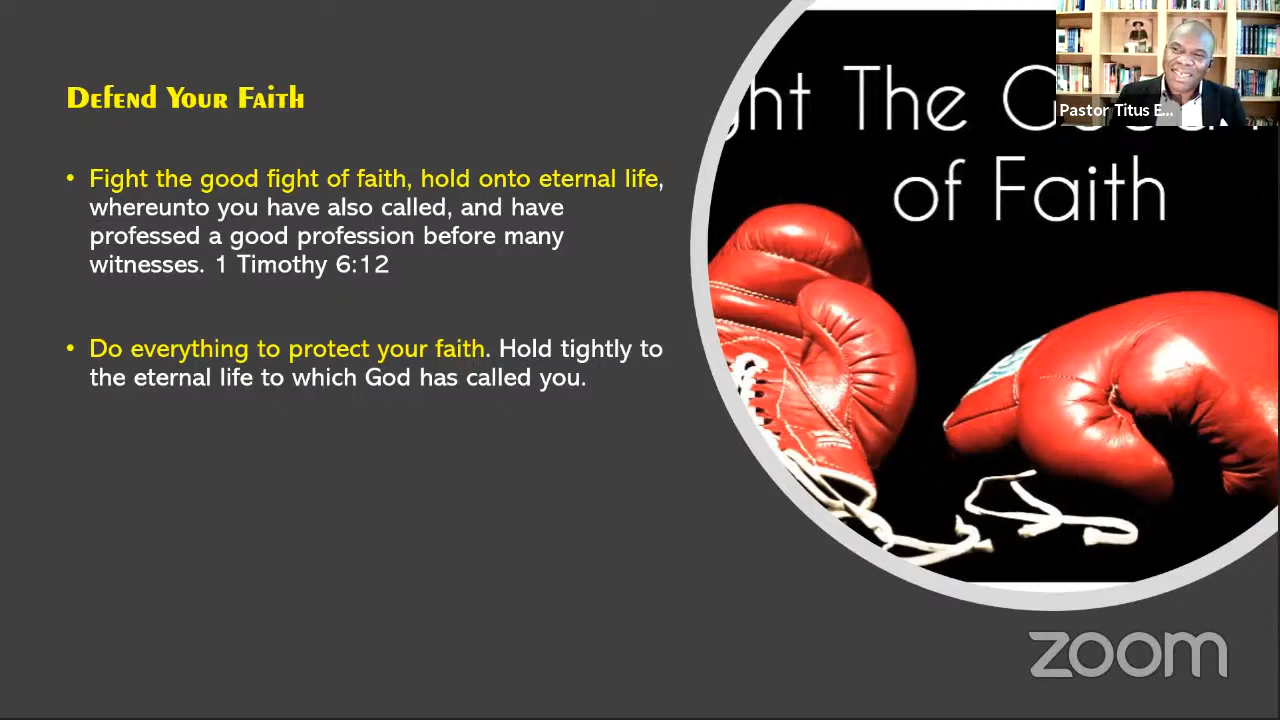 Defend Your Faith
• Fight the good fight of faith, hold onto eternal life,
whereunto you have also called, and have
professed a good profession before many
witnesses. 1 Timothy 6:12
• Do everything to protect your faith. Hold tightly to
the eternal life to which God has called you.
ght The
of Faith
Pastor Titus E...
zoom